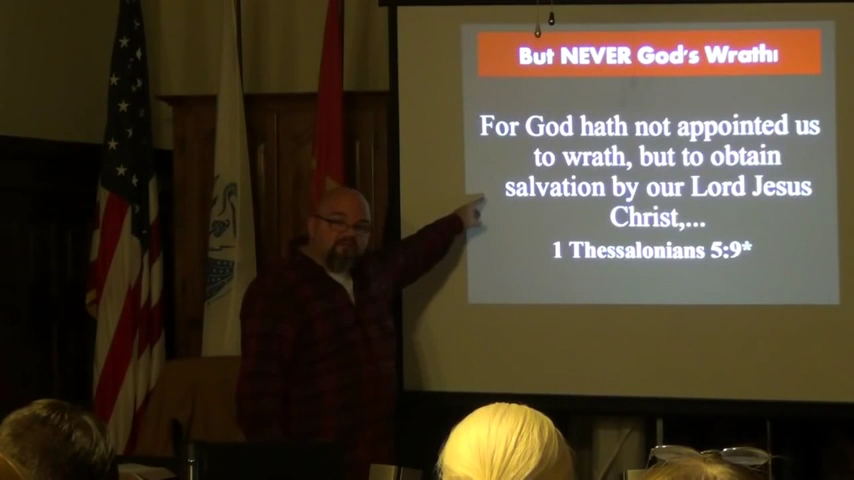 But NEVER God's Wrath
For God hath not appointed us
to wrath, but to obtain
salvation by our Lord Jesus
Christ,...
1 Thessalonians 5:9*